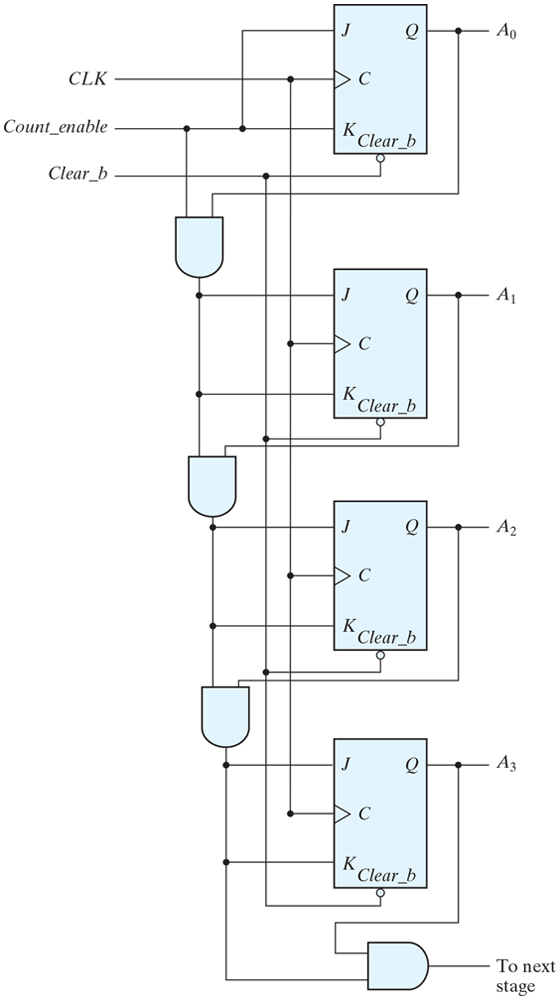 J Q A0
CLK C
Count_enable K Clear_b
Clear_b
J Q A1
C
K Clear_b
J Q A2
C
K Clear_b
J Q A3
C
K Clear_b
To next
stage